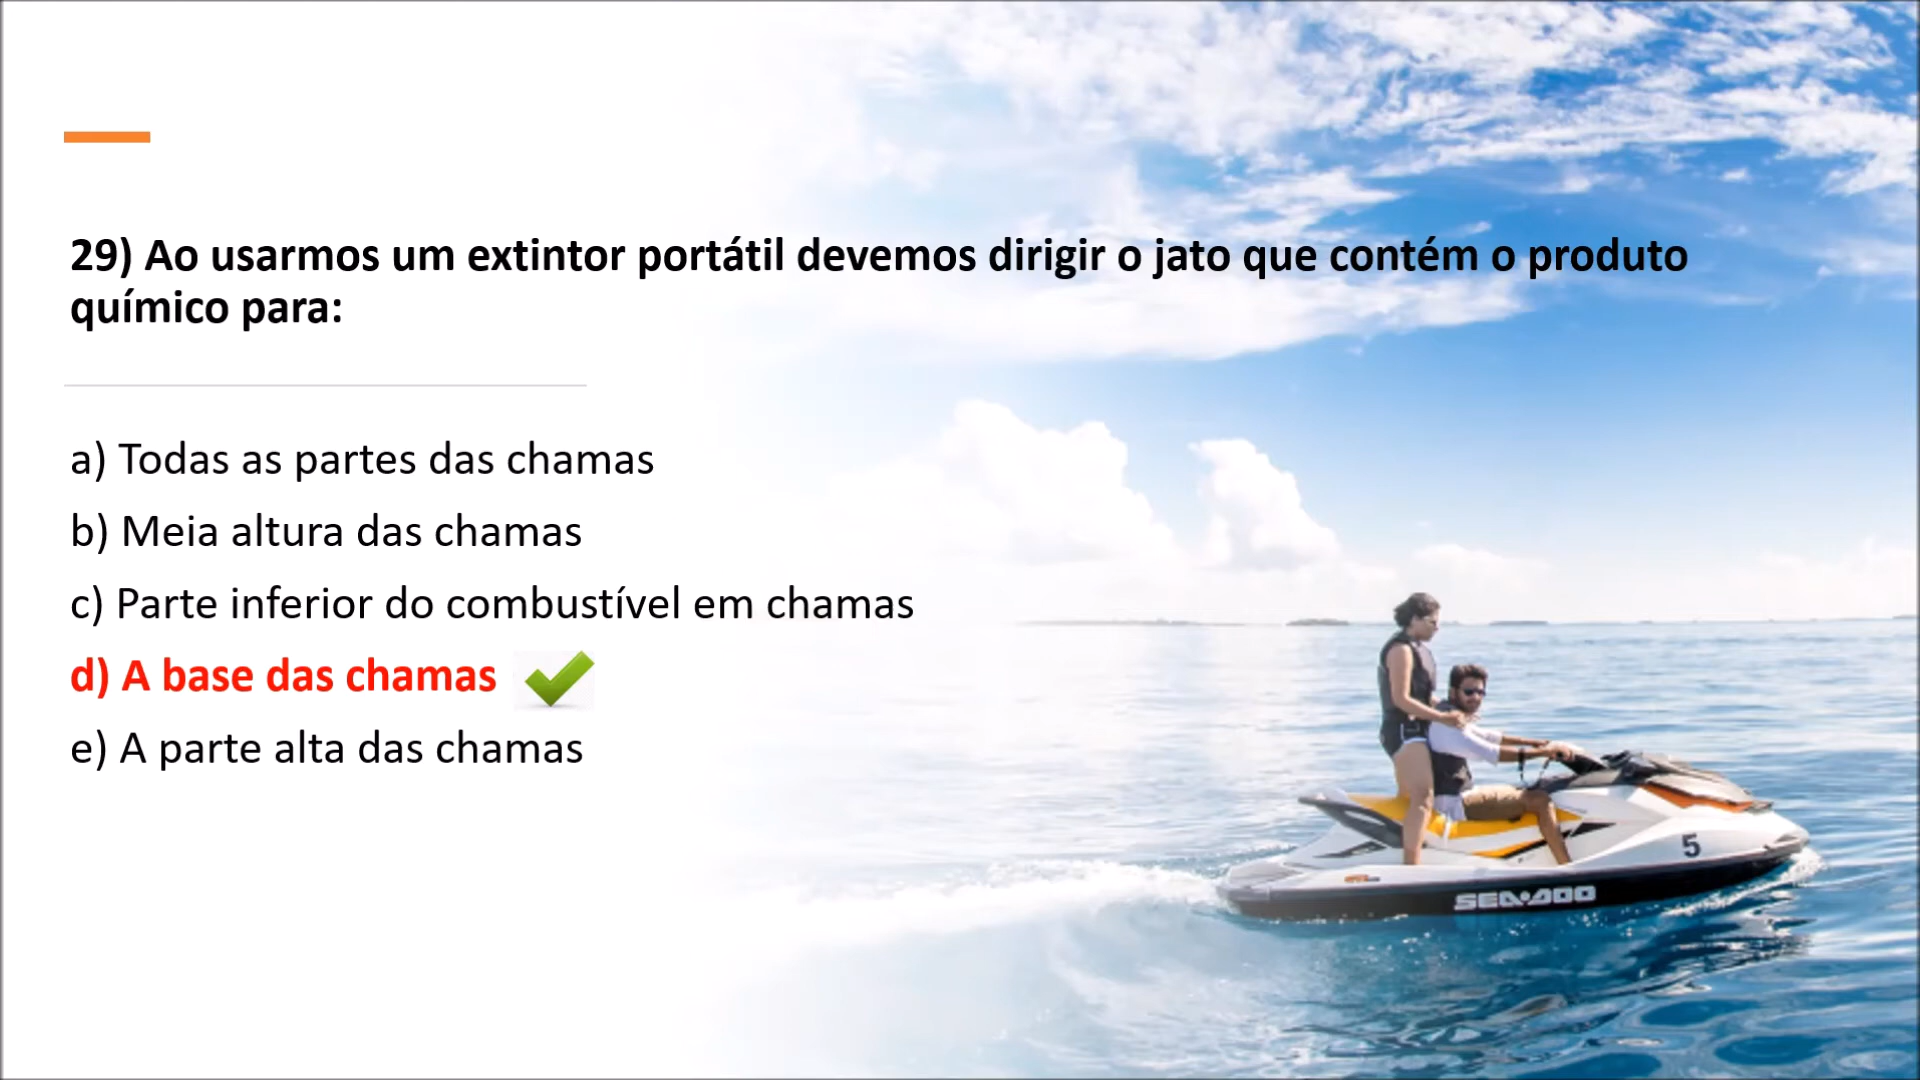 29) Ao usarmos um extintor portátil devemos dirigir o jato que contém o produto
químico para:
a) Todas as partes das chamas
b) Meia altura das chamas
c) Parte inferior do combustível em chamas
d) A base das chamas
e) A parte alta das chamas
5
SEA-DOO